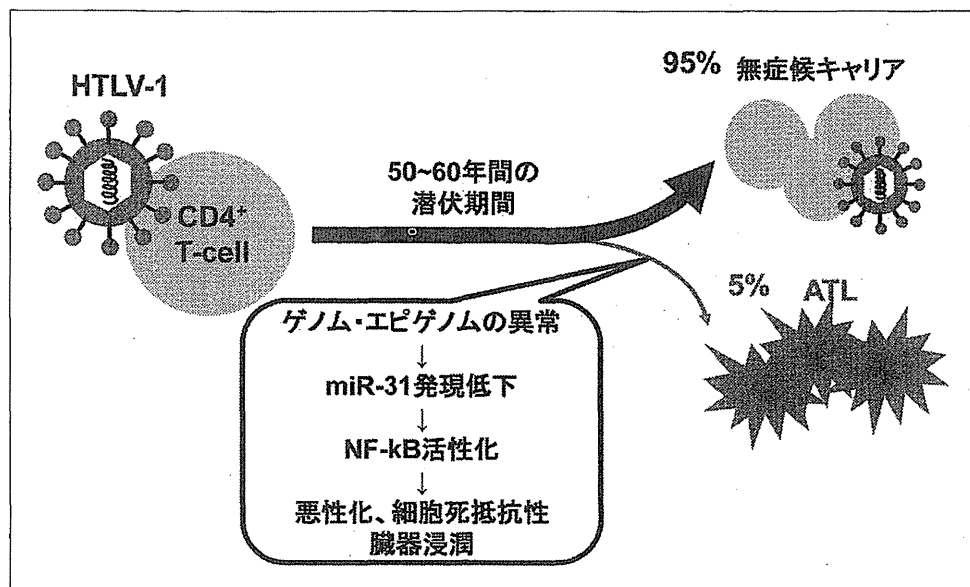 HTLV-1
CD4⁺
T-cell
50~60年間の
潜伏期間
95% 無症候キャリア
5% ATL
ゲノム・エピゲノムの異常
↓
miR-31発現低下
↓
NF-kB活性化
↓
悪性化、細胞死抵抗性
臓器浸潤